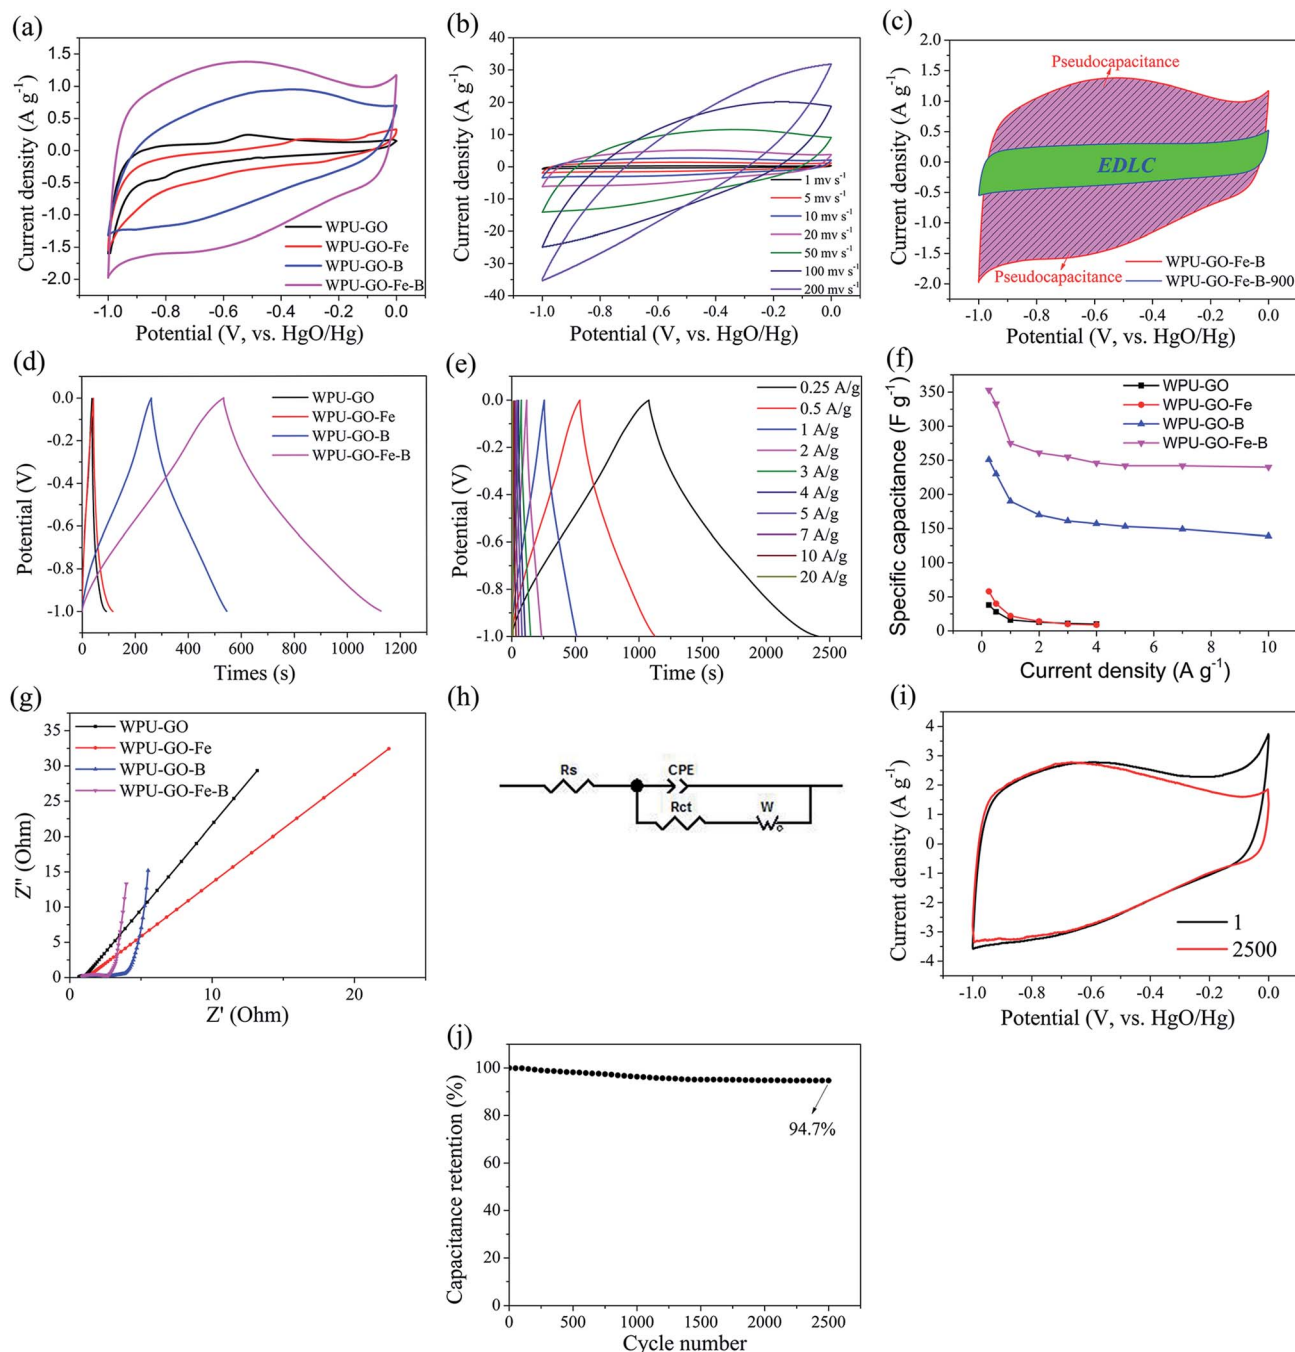 (a)
1.5
1.0
0.5
0.0
-0.5
-1.0
-1.5
-2.0
Current density (A g⁻¹)
WPU-GO
WPU-GO-Fe
WPU-GO-B
WPU-GO-Fe-B
-1.0 -0.8 -0.6 -0.4 -0.2 0.0
Potential (V, vs. HgO/Hg)
(b)
40
30
20
10
0
-10
-20
-30
-40
Current density (A g⁻¹)
1 mv s⁻¹
5 mv s⁻¹
10 mv s⁻¹
20 mv s⁻¹
50 mv s⁻¹
100 mv s⁻¹
200 mv s⁻¹
-1.0 -0.8 -0.6 -0.4 -0.2 0.0
Potential (V, vs. HgO/Hg)
(c)
2.0
1.5
1.0
0.5
0.0
-0.5
-1.0
-1.5
-2.0
Current density (A g⁻¹)
Pseudocapacitance
EDLC
Pseudocapacitance
WPU-GO-Fe-B
WPU-GO-Fe-B-900
-1.0 -0.8 -0.6 -0.4 -0.2 0.0
Potential (V, vs. HgO/Hg)
(d)
0.0
-0.2
-0.4
-0.6
-0.8
-1.0
Potential (V)
WPU-GO
WPU-GO-Fe
WPU-GO-B
WPU-GO-Fe-B
0 200 400 600 800 1000 1200
Times (s)
(e)
0.0
-0.2
-0.4
-0.6
-0.8
-1.0
Potential (V)
0.25 A/g
0.5 A/g
1 A/g
2 A/g
3 A/g
4 A/g
5 A/g
7 A/g
10 A/g
20 A/g
0 500 1000 1500 2000 2500
Time (s)
(f)
350
300
250
200
150
100
50
0
Specific capacitance (F g⁻¹)
WPU-GO
WPU-GO-Fe
WPU-GO-B
WPU-GO-Fe-B
0 2 4 6 8 10
Current density (A g⁻¹)
(g)
35
30
25
20
15
10
5
0
Z'' (Ohm)
WPU-GO
WPU-GO-Fe
WPU-GO-B
WPU-GO-Fe-B
0 10 20
Z' (Ohm)
(h)
Rs CPE
Rct W
(i)
4
3
2
1
0
-1
-2
-3
-4
Current density (A g⁻¹)
1
2500
-1.0 -0.8 -0.6 -0.4 -0.2 0.0
Potential (V, vs. HgO/Hg)
(j)
100
80
60
40
20
0
Capacitance retention (%)
94.7%
0 500 1000 1500 2000 2500
Cycle number